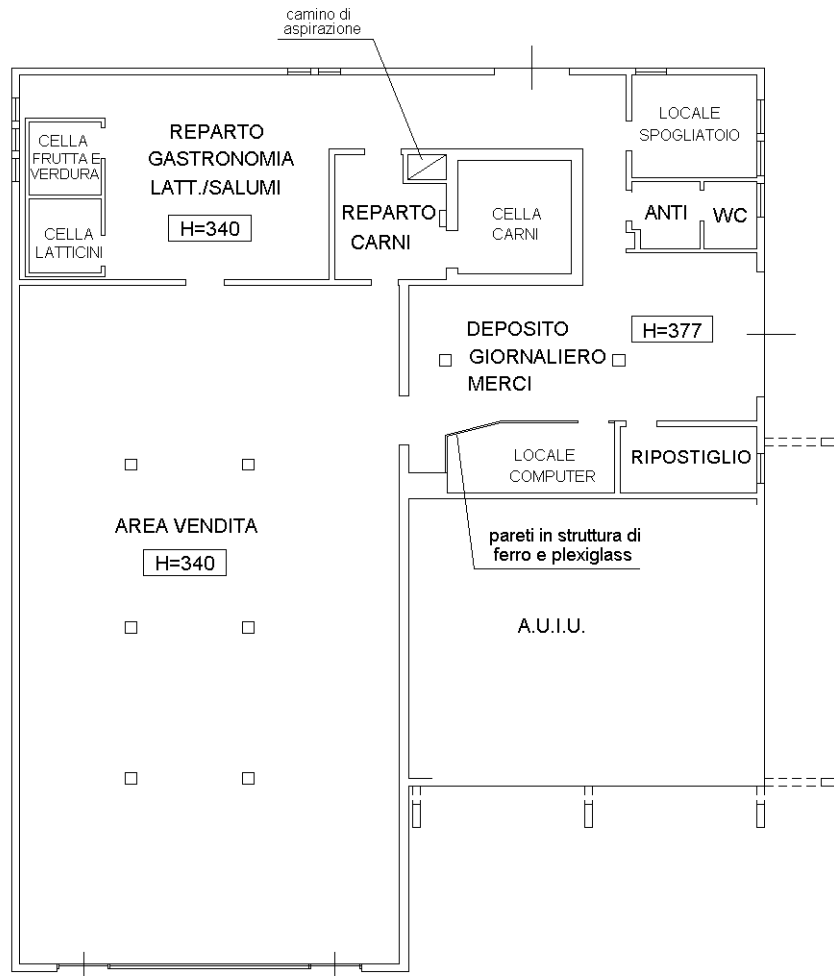 camino di
aspirazione
LOCALE
SPOGLIATOIO
CELLA
FRUTTA E
VERDURA
REPARTO
GASTRONOMIA
LATT./SALUMI
H=340
CELLA
LATTICINI
REPARTO
CARNI
CELLA
CARNI
ANTI
WC
DEPOSITO
GIORNALIERO
MERCI
H=377
LOCALE
COMPUTER
RIPOSTIGLIO
AREA VENDITA
H=340
pareti in struttura di
ferro e plexiglass
A.U.I.U.